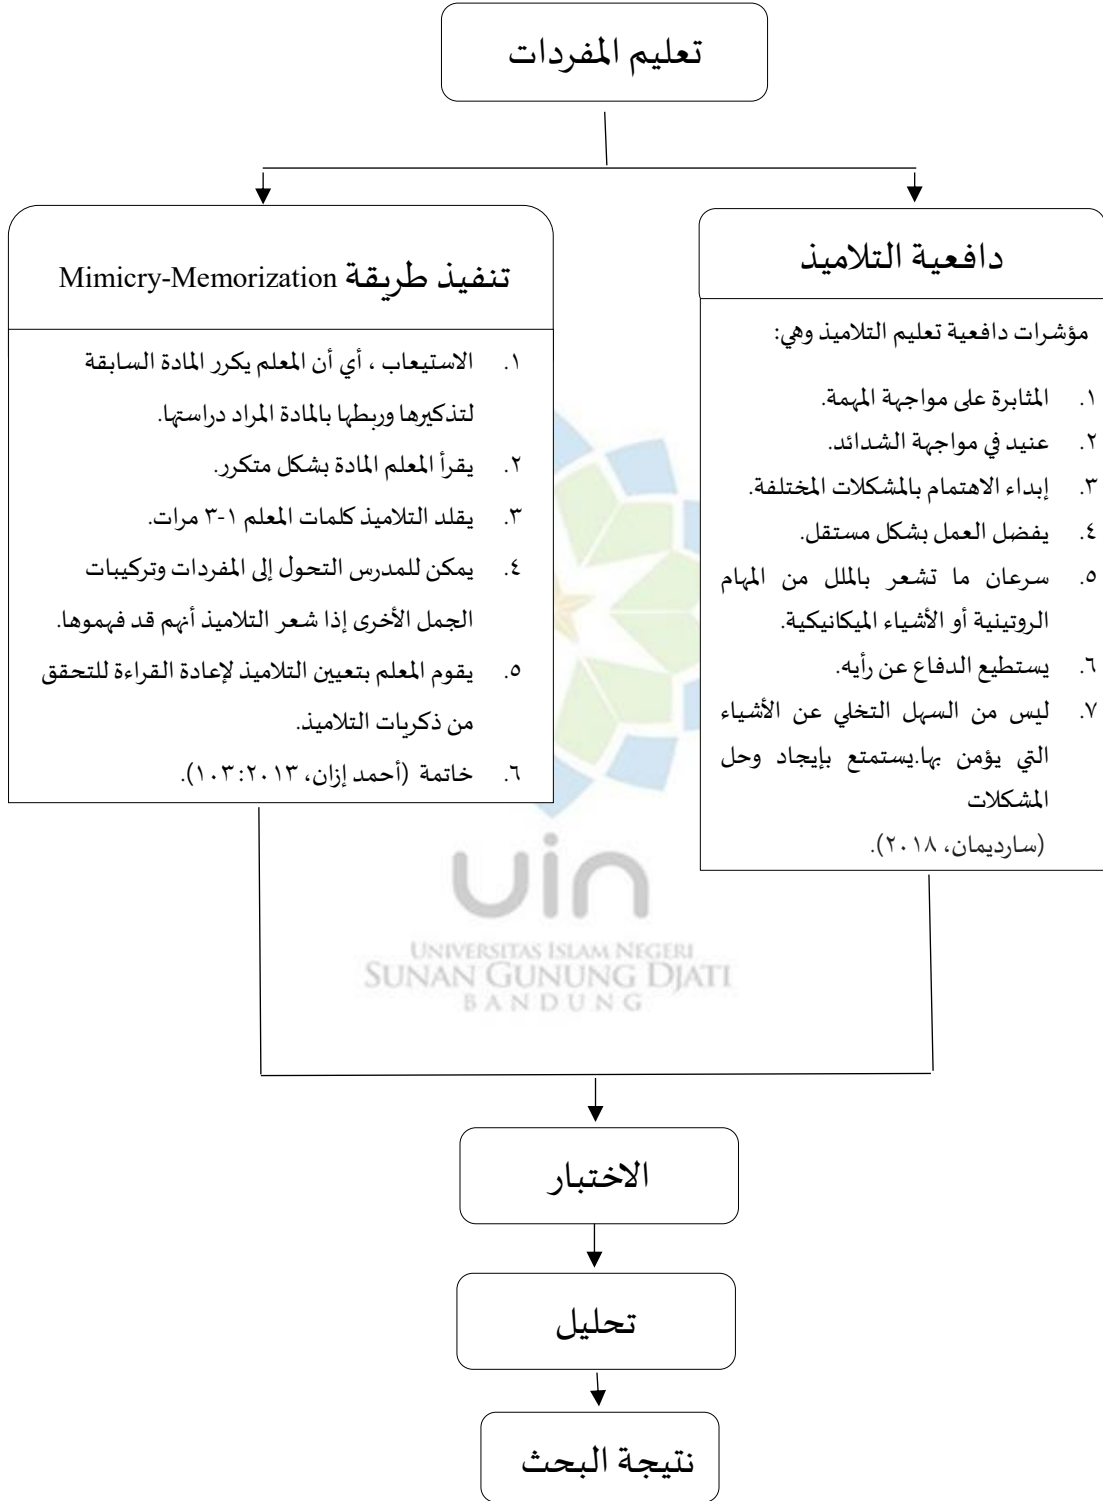 تعليم المفردات
دافعية التلاميذ
مؤشرات دافعية تعليم التلاميذ وهي:
١. المثابرة على مواجهة المهمة.
٢. عنيد في مواجهة الشدائد.
٣. إبداء الاهتمام بالمشكلات المختلفة.
٤. يفضل العمل بشكل مستقل.
٥. سرعان ما تشعر بالملل من المهام
الروتينية أو الأشياء الميكانيكية.
٦. يستطيع الدفاع عن رأيه.
٧. ليس من السهل التخلي عن الأشياء
التي يؤمن بها.يستمتع بإيجاد وحل
المشكلات
(سارديمان، ٢٠١٨).
تنفيذ طريقة Mimicry-Memorization
١. الاستيعاب ، أي أن المعلم يكرر المادة السابقة
لتذكيرها وربطها بالمادة المراد دراستها.
٢. يقرأ المعلم المادة بشكل متكرر.
٣. يقلد التلاميذ كلمات المعلم ١-٣ مرات.
٤. يمكن للمدرس التحول إلى المفردات وتركيبات
الجمل الأخرى إذا شعر التلاميذ أنهم قد فهموها.
٥. يقوم المعلم بتعيين التلاميذ لإعادة القراءة للتحقق
من ذكريات التلاميذ.
٦. خاتمة (أحمد إزان، ٢٠١٣: ١٠٣).
uin
UNIVERSITAS ISLAM NEGERI
SUNAN GUNUNG DJATI
BANDUNG
الاختبار
تحليل
نتيجة البحث